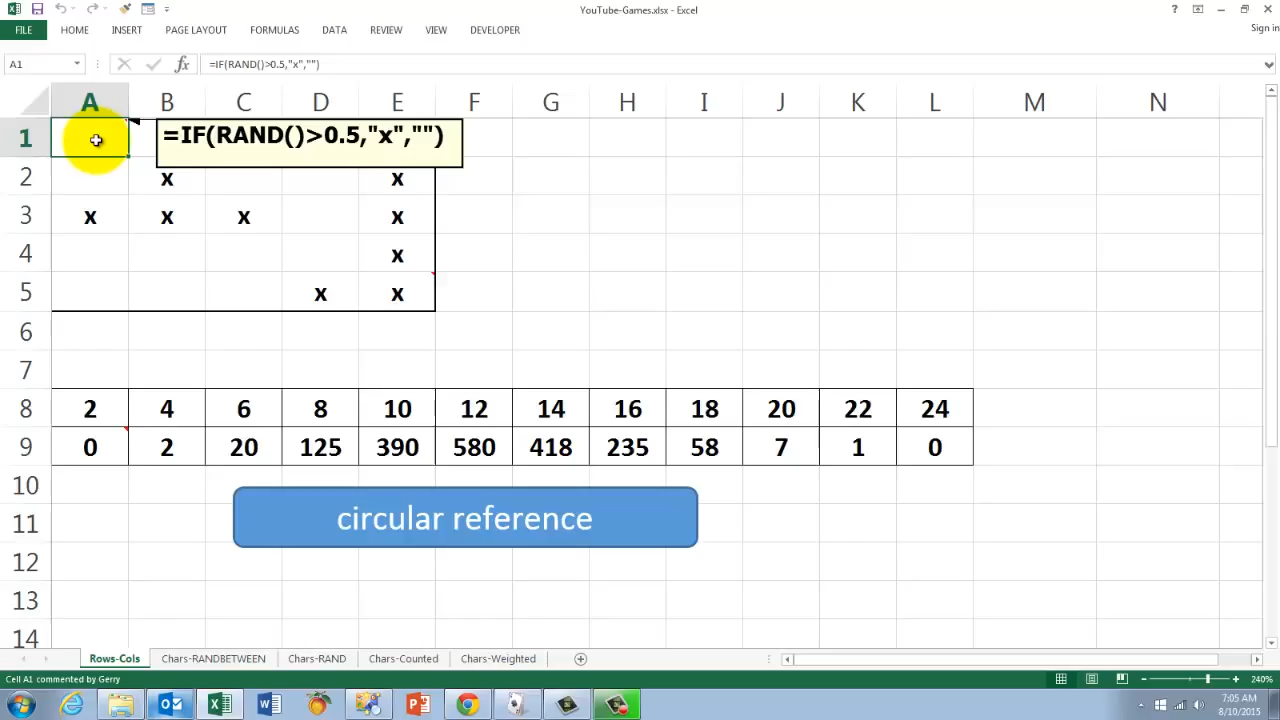 YouTube-Games.xlsx - Excel
FILE HOME INSERT PAGE LAYOUT FORMULAS DATA REVIEW VIEW DEVELOPER Sign in
A1 fx =IF(RAND()>0.5,"x","")
A B C D E F G H I J K L M N
1 =IF(RAND()>0.5,"x","")
2 x x
3 x x x x
4 x
5 x x
6
7
8 2 4 6 8 10 12 14 16 18 20 22 24
9 0 2 20 125 390 580 418 235 58 7 1 0
10
11 circular reference
12
13
14
Rows-Cols Chars-RANDBETWEEN Chars-RAND Chars-Counted Chars-Weighted
Cell A1 commented by Gerry 240%
7:05 AM
8/10/2015